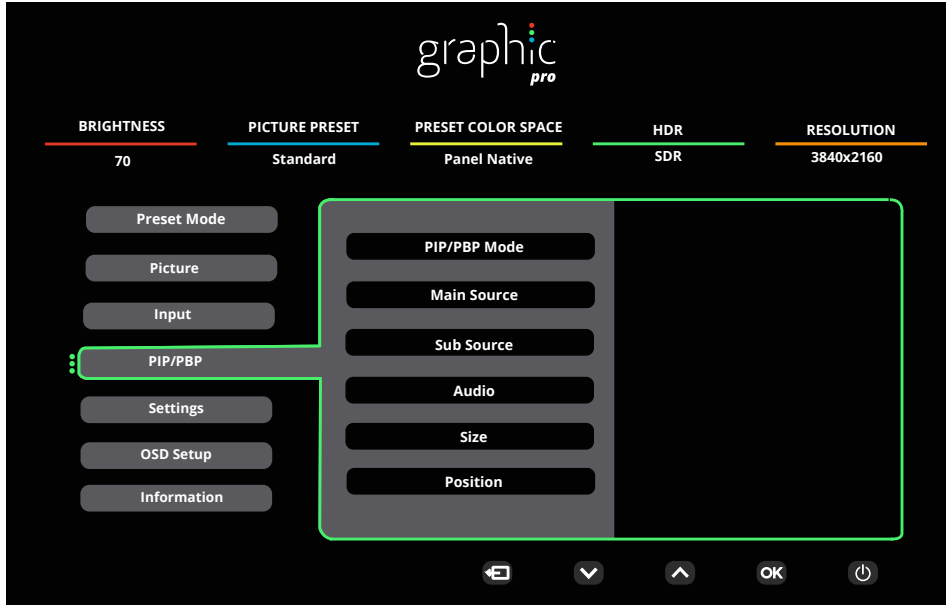 graphic
pro
BRIGHTNESS
70
PICTURE PRESET
Standard
PRESET COLOR SPACE
Panel Native
HDR
SDR
RESOLUTION
3840x2160
Preset Mode
Picture
Input
PIP/PBP
Settings
OSD Setup
Information
PIP/PBP Mode
Main Source
Sub Source
Audio
Size
Position
OK